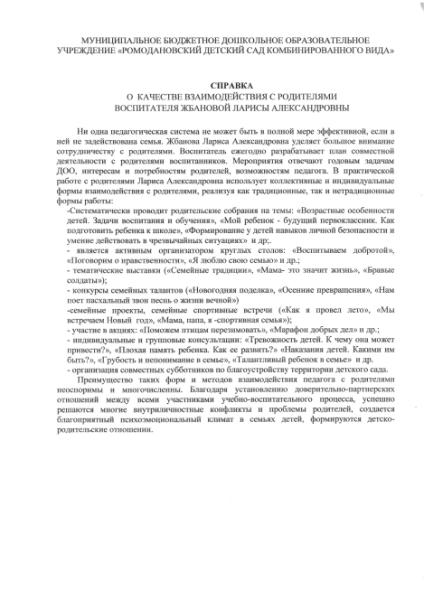 МУНИЦИПАЛЬНОЕ БЮДЖЕТНОЕ ДОШКОЛЬНОЕ ОБРАЗОВАТЕЛЬНОЕ
УЧРЕЖДЕНИЕ «РОМОДАНОВСКИЙ ДЕТСКИЙ САД КОМБИНИРОВАННОГО ВИДА»
СПРАВКА
О КАЧЕСТВЕ ВЗАИМОДЕЙСТВИЯ С РОДИТЕЛЯМИ
ВОСПИТАТЕЛЯ ЖБАНОВОЙ ЛАРИСЫ АЛЕКСАНДРОВНЫ
Ни одна педагогическая система не может быть в полной мере эффективной, если в
ней не задействована семья. Жбанова Лариса Александровна уделяет большое внимание
сотрудничеству с родителями. Воспитатель ежегодно разрабатывает план совместной
деятельности с родителями воспитанников. Мероприятия отвечают годовым задачам
ДОО, интересам и потребностям родителей, возможностям педагога. В практической
работе с родителями Лариса Александровна использует коллективные и индивидуальные
формы взаимодействия с родителями, реализуя как традиционные, так и нетрадиционные
формы работы:
-Систематически проводит родительские собрания на темы: «Возрастные особенности
детей. Задачи воспитания и обучения», «Мой ребенок - будущий первоклассник. Как
подготовить ребенка к школе», «Формирование у детей навыков личной безопасности и
умение действовать в чрезвычайных ситуациях» и др;.
- является активным организатором круглых столов: «Воспитываем добротой»,
«Поговорим о нравственности», «Я люблю свою семью» и др.;
- тематические выставки («Семейные традиции», «Мама- это значит жизнь», «Бравые
солдаты»);
- конкурсы семейных талантов («Новогодняя поделка», «Осенние превращения», «Нам
поет пасхальный звон песнь о жизни вечной»)
-семейные проекты, семейные спортивные встречи («Как я провел лето», «Мы
встречаем Новый год», «Мама, папа, я -спортивная семья»);
- участие в акциях: «Поможем птицам перезимовать», «Марафон добрых дел» и др.;
- индивидуальные и групповые консультации: «Тревожность детей. К чему она может
привести?», «Плохая память ребенка. Как ее развить?» «Наказания детей. Какими им
быть?», «Грубость и непонимание в семье», «Талантливый ребенок в семье» и др.
- организация совместных субботников по благоустройству территории детского сада.
Преимущество таких форм и методов взаимодействия педагога с родителями
неоспоримы и многочисленны. Благодаря установлению доверительно-партнерских
отношений между всеми участниками учебно-воспитательного процесса, успешно
решаются многие внутриличностные конфликты и проблемы родителей, создается
благоприятный психоэмоциональный климат в семьях детей, формируются детско-
родительские отношения.